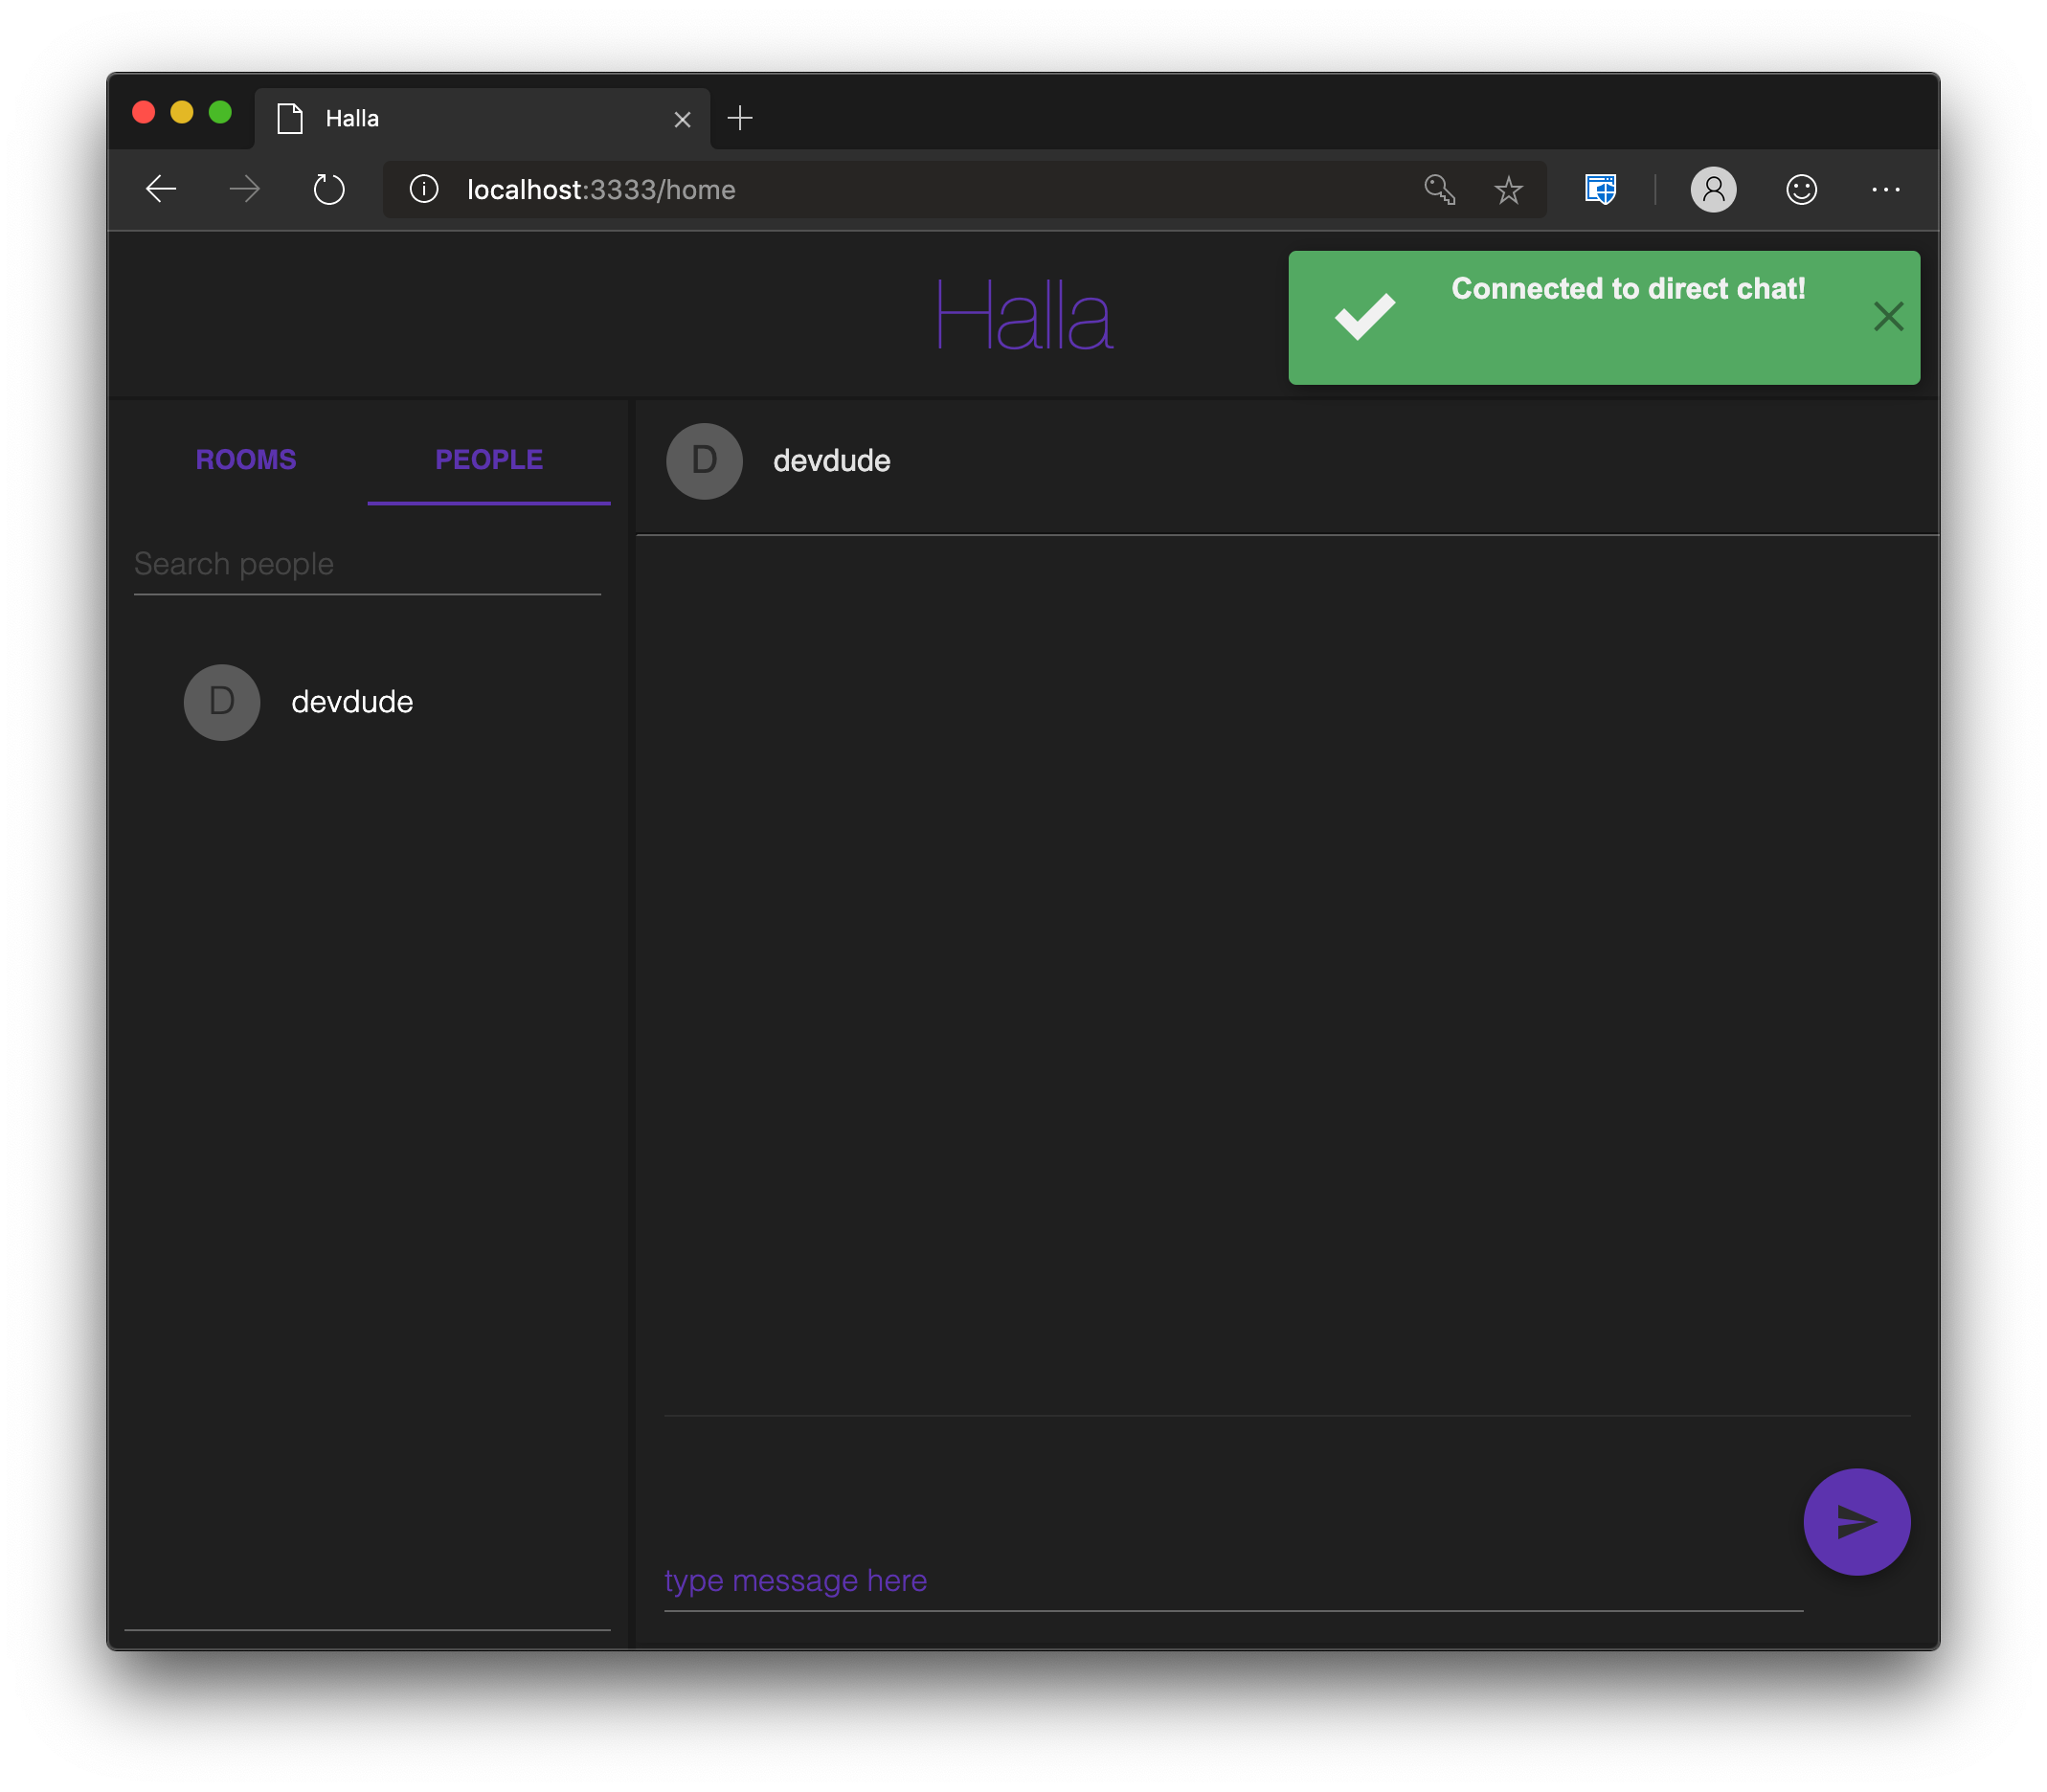 Halla
localhost:3333/home
Halla
Connected to direct chat!
ROOMS PEOPLE
Search people
D devdude
D devdude
type message here